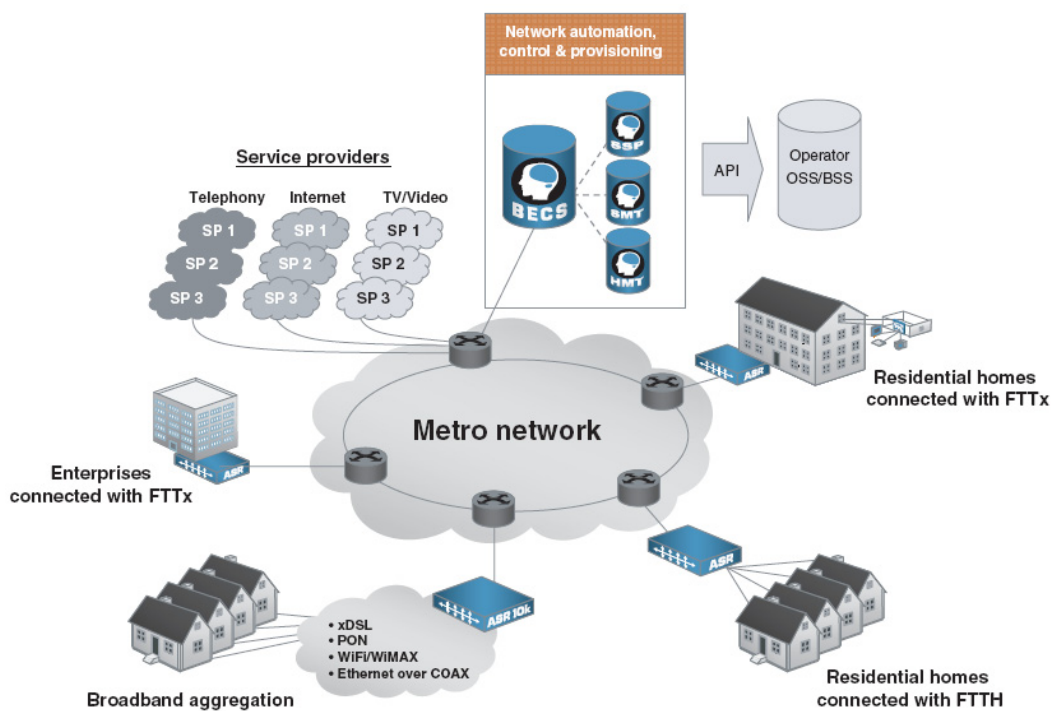 Network automation,
control & provisioning
BSP
BECS
SMT
HMT
API
Operator
OSS/BSS
Service providers
Telephony
Internet
TV/Video
SP 1
SP 1
SP 1
SP 2
SP 2
SP 2
SP 3
SP 3
SP 3
Metro network
ASR
Residential homes
connected with FTTx
ASR
Enterprises
connected with FTTx
ASR
Residential homes
connected with FTTH
ASR 10k
• xDSL
• PON
• WiFi/WiMAX
• Ethernet over COAX
Broadband aggregation